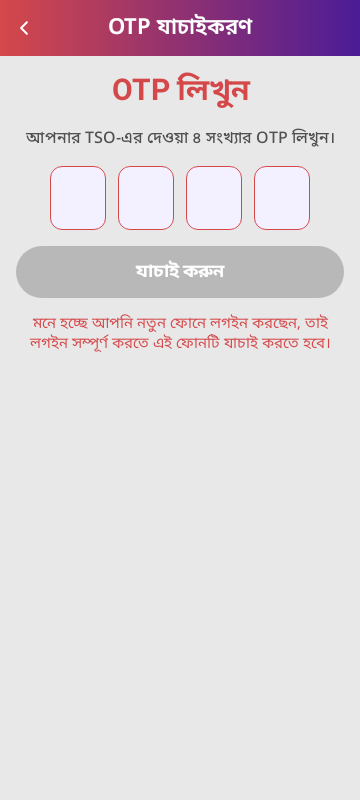 OTP যাচাইকরণ
OTP লিখুন
আপনার TSO-এর দেওয়া ৪ সংখ্যার OTP লিখুন।
যাচাই করুন
মনে হচ্ছে আপনি নতুন ফোনে লগইন করছেন, তাই
লগইন সম্পূর্ণ করতে এই ফোনটি যাচাই করতে হবে।